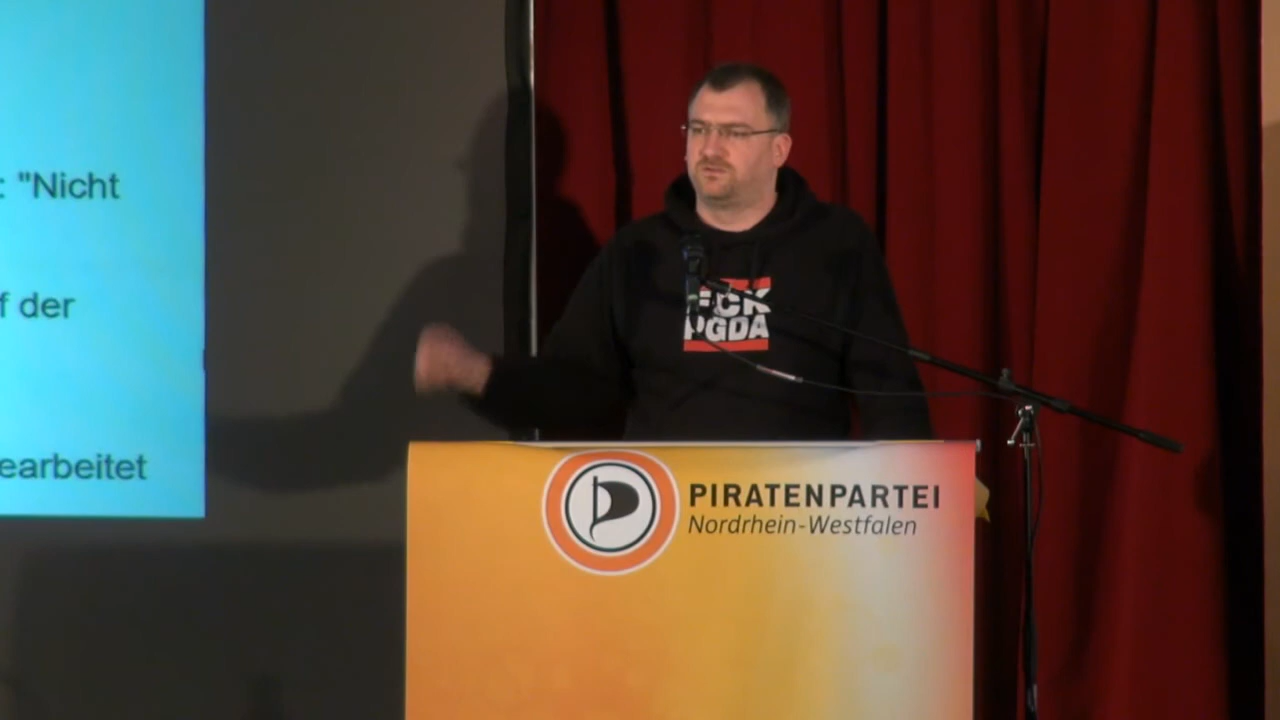 : "Nicht
f der
earbeitet
FCK
PGDA
PIRATENPARTEI
Nordrhein-Westfalen